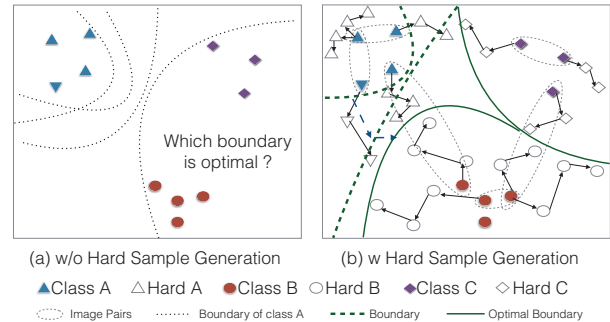 Which boundary
is optimal ?
(a) w/o Hard Sample Generation
(b) w Hard Sample Generation
Class A Hard A Class B Hard B Class C Hard C
Image Pairs Boundary of class A Boundary Optimal Boundary